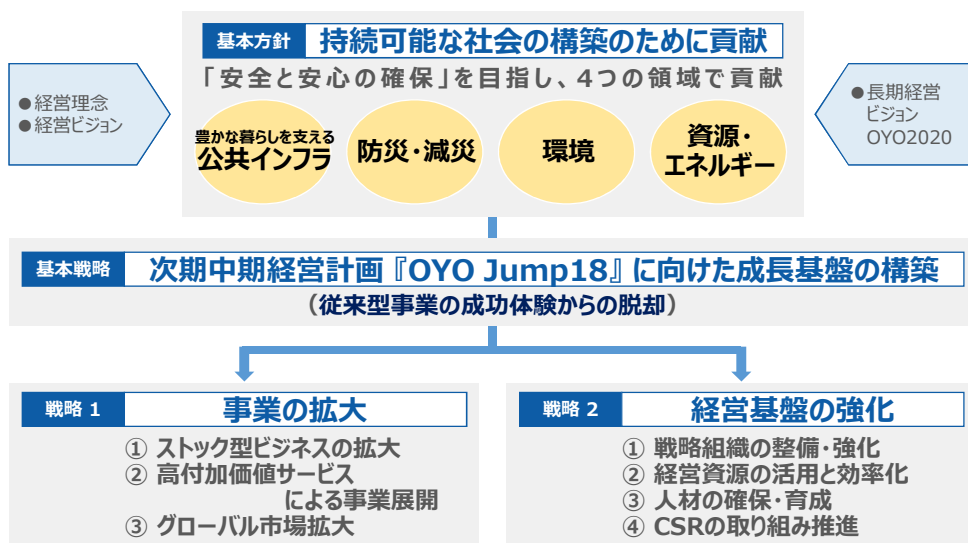 基本方針 持続可能な社会の構築のために貢献
「安全と安心の確保」を目指し、4つの領域で貢献
●経営理念
●経営ビジョン
豊かな暮らしを支える
公共インフラ
防災・減災
環境
資源・
エネルギー
●長期経営
ビジョン
OYO2020
基本戦略 次期中期経営計画『OYO Jump18』に向けた成長基盤の構築
(従来型事業の成功体験からの脱却)
戦略 1 事業の拡大
① ストック型ビジネスの拡大
② 高付加価値サービス
による事業展開
③ グローバル市場拡大
戦略 2 経営基盤の強化
① 戦略組織の整備・強化
② 経営資源の活用と効率化
③ 人材の確保・育成
④ CSRの取り組み推進